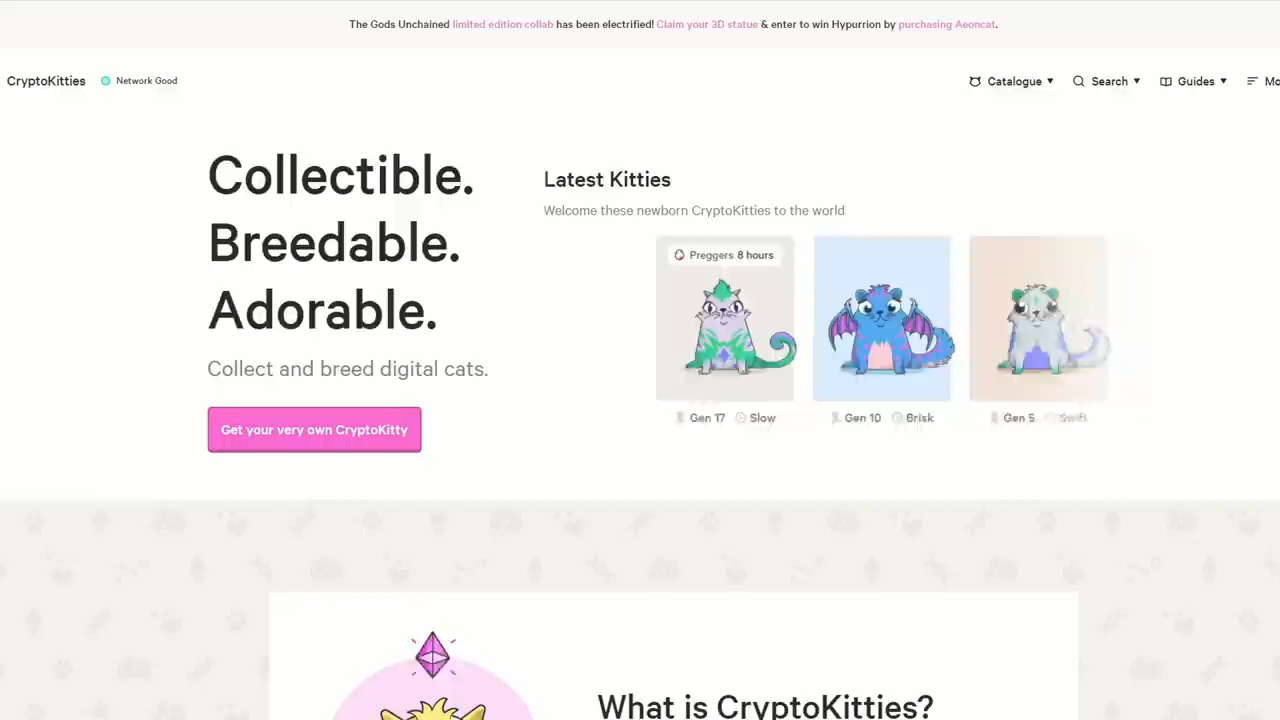 The Gods Unchained limited edition collab has been electrified! Claim your 3D statue & enter to win Hypurrion by purchasing Aeoncat.
CryptoKitties Network Good Catalogue Search Guides Mo
Collectible.
Breedable.
Adorable.
Collect and breed digital cats.
Get your very own CryptoKitty
Latest Kitties
Welcome these newborn CryptoKitties to the world
Preggers 8 hours
Gen 17 Slow
Gen 10 Brisk
Gen 5 Swift
What is CryptoKitties?